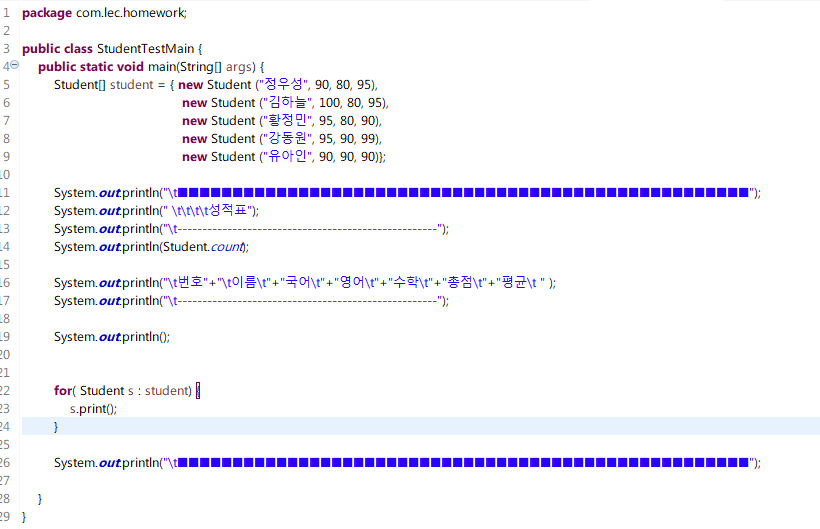 1 package com.lec.homework;
2
3 public class StudentTestMain {
4 public static void main(String[] args) {
5 Student[] student = { new Student ("정우성", 90, 80, 95),
6 new Student ("김하늘", 100, 80, 95),
7 new Student ("황정민", 95, 80, 90),
8 new Student ("강동원", 95, 90, 99),
9 new Student ("유아인", 90, 90, 90)};
10
11 System.out.println("\t■■■■■■■■■■■■■■■■■■■■■■■■■■■■■■■■■■■■■■■■■■■■■■■■■■■■");
12 System.out.println(" \t\t\t\t성적표");
13 System.out.println("\t----------------------------------------------------");
14 System.out.println(Student.count);
15
16 System.out.println("\t번호"+"\t이름\t"+"국어\t"+"영어\t"+"수학\t"+"총점\t"+"평균\t " );
17 System.out.println("\t----------------------------------------------------");
18
19 System.out.println();
20
21
22 for( Student s : student) {
23 s.print();
24 }
25
26 System.out.println("\t■■■■■■■■■■■■■■■■■■■■■■■■■■■■■■■■■■■■■■■■■■■■■■■■■■■■");
27
28 }
29 }